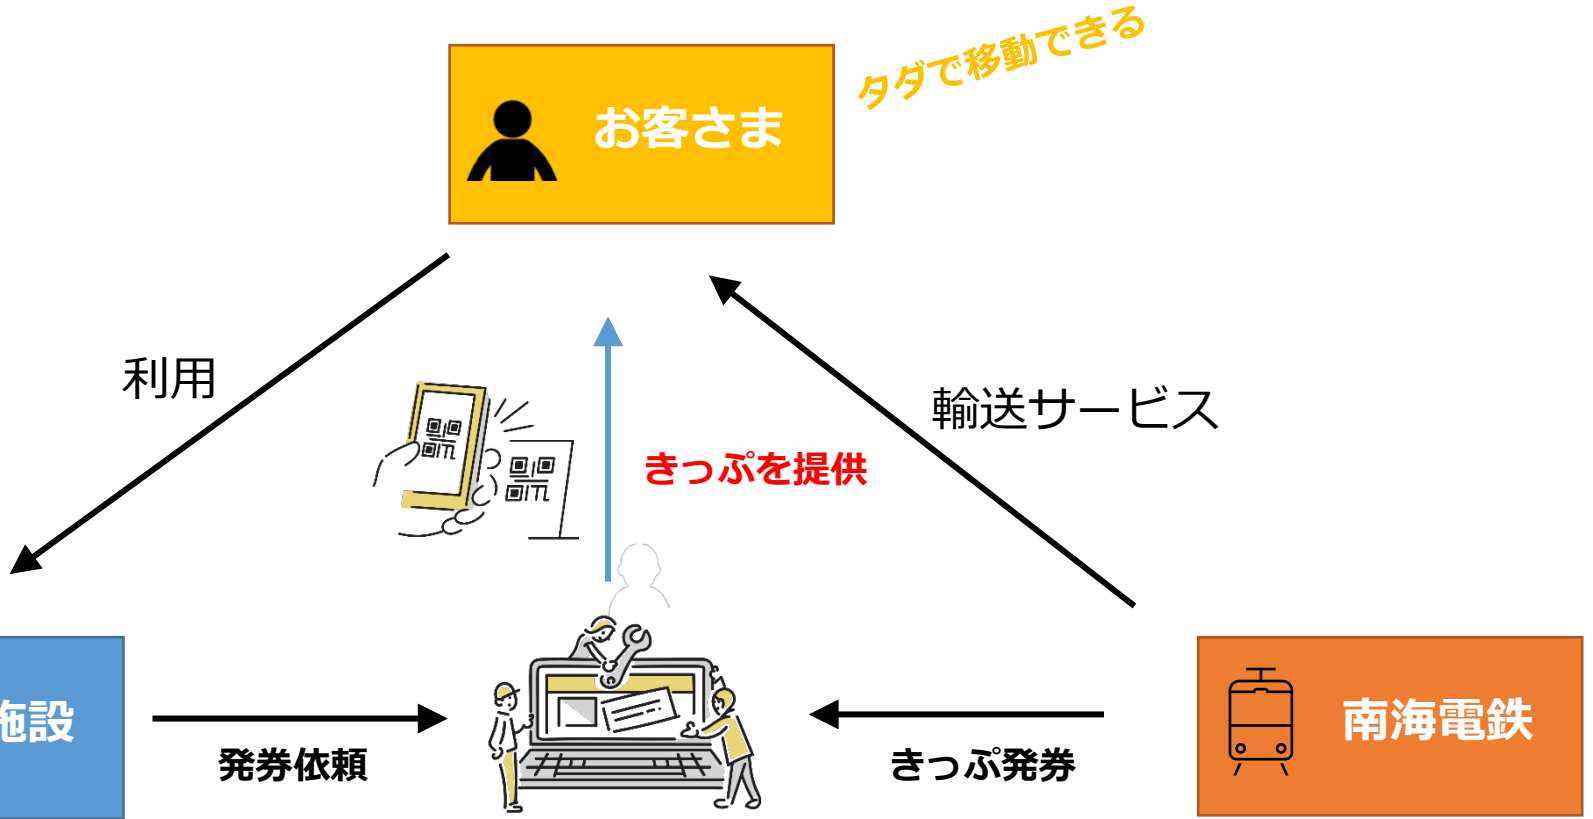 タダで移動できる
お客さま
利用
輸送サービス
きっぷを提供
施設
南海電鉄
発券依頼
きっぷ発券